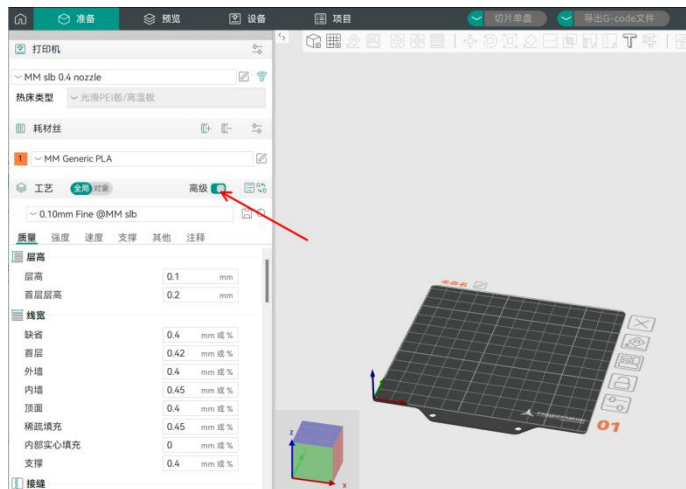 准备 预览 设备 项目 切片单盘 导出G-code文件
打印机
MM slb 0.4 nozzle
热床类型 光滑PEI板/高温板
耗材丝
1 MM Generic PLA
工艺 全局 对象 高级
0.10mm Fine @MM slb
质量 强度 速度 支撑 其他 注释
层高
层高 0.1 mm
首层层高 0.2 mm
线宽
缺省 0.4 mm 或 %
首层 0.42 mm 或 %
外墙 0.4 mm 或 %
内墙 0.45 mm 或 %
顶面 0.4 mm 或 %
稀疏填充 0.45 mm 或 %
内部实心填充 0 mm 或 %
支撑 0.4 mm 或 %
接缝
未命名
01
z
x